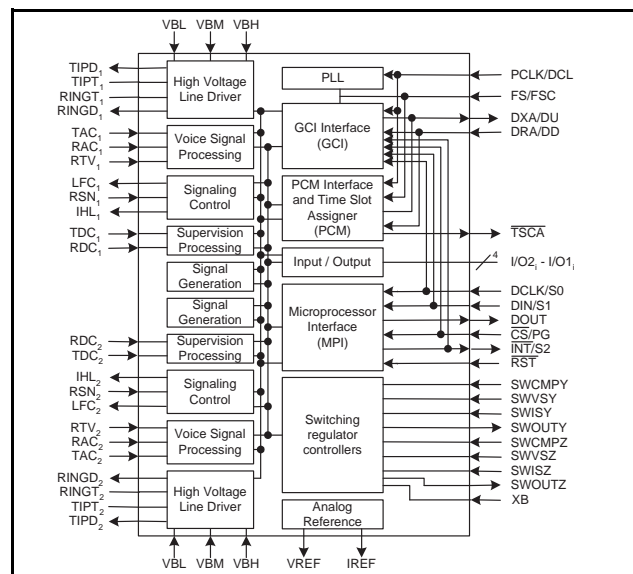 VBL VBM VBH
TIPD1
TIPT1
RINGT1
RINGD1
TAC1
RAC1
RTV1
LFC1
RSN1
IHL1
TDC1
RDC1
RDC2
TDC2
IHL2
RSN2
LFC2
RTV2
RAC2
TAC2
RINGD2
RINGT2
TIPT2
TIPD2
High Voltage
Line Driver
Voice Signal
Processing
Signaling
Control
Supervision
Processing
Signal
Generation
Signal
Generation
Supervision
Processing
Signaling
Control
Voice Signal
Processing
High Voltage
Line Driver
VBL VBM VBH
PLL
GCI Interface
(GCI)
PCM Interface
and Time Slot
Assigner
(PCM)
Input / Output
Microprocessor
Interface
(MPI)
Switching
regulator
controllers
Analog
Reference
VREF IREF
PCLK/DCL
FS/FSC
DXA/DU
DRA/DD
TSCA
4
I/O2i - I/O1i
DCLK/S0
DIN/S1
DOUT
CS/PG
INT/S2
RST
SWCMPY
SWVSY
SWISY
SWOUTY
SWCMPZ
SWVSZ
SWISZ
SWOUTZ
XB